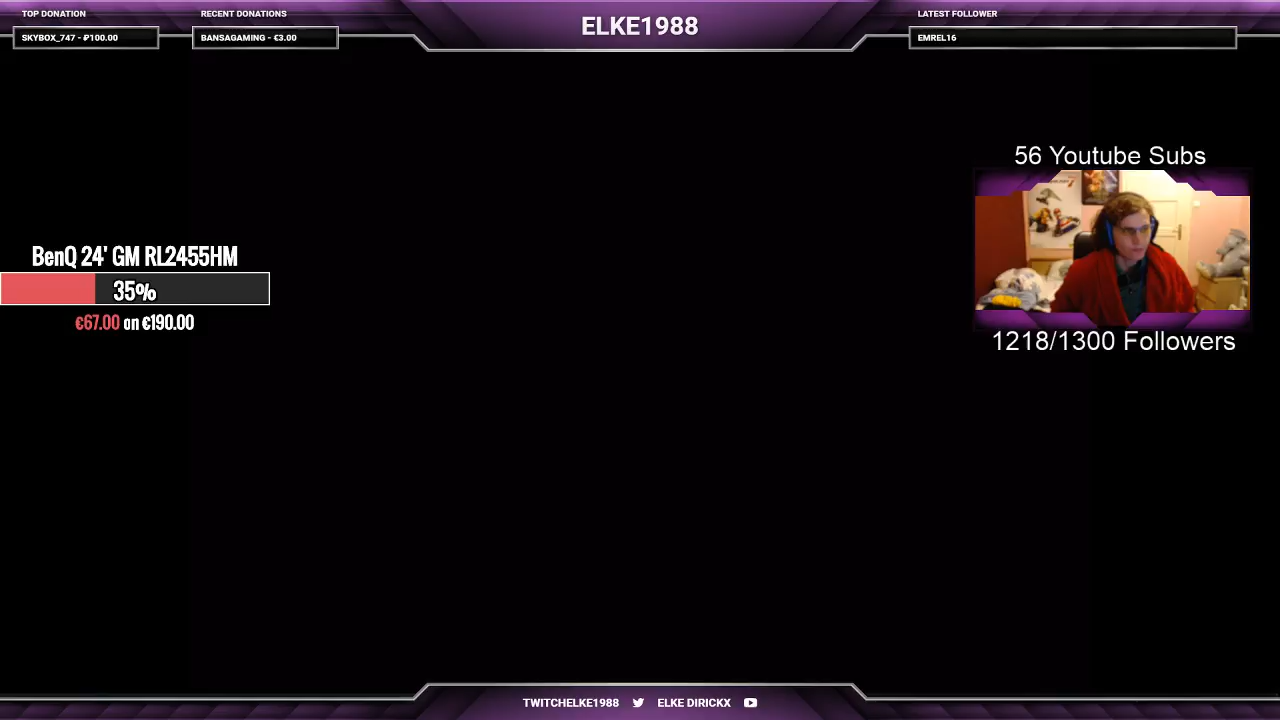 TOP DONATION
SKYBOX_747 - ₽100.00
RECENT DONATIONS
BANSAGAMING - €3.00
ELKE1988
LATEST FOLLOWER
EMREL16
56 Youtube Subs
1218/1300 Followers
BenQ 24' GM RL2455HM
35%
€67.00 on €190.00
TWITCHELKE1988
ELKE DIRICKX